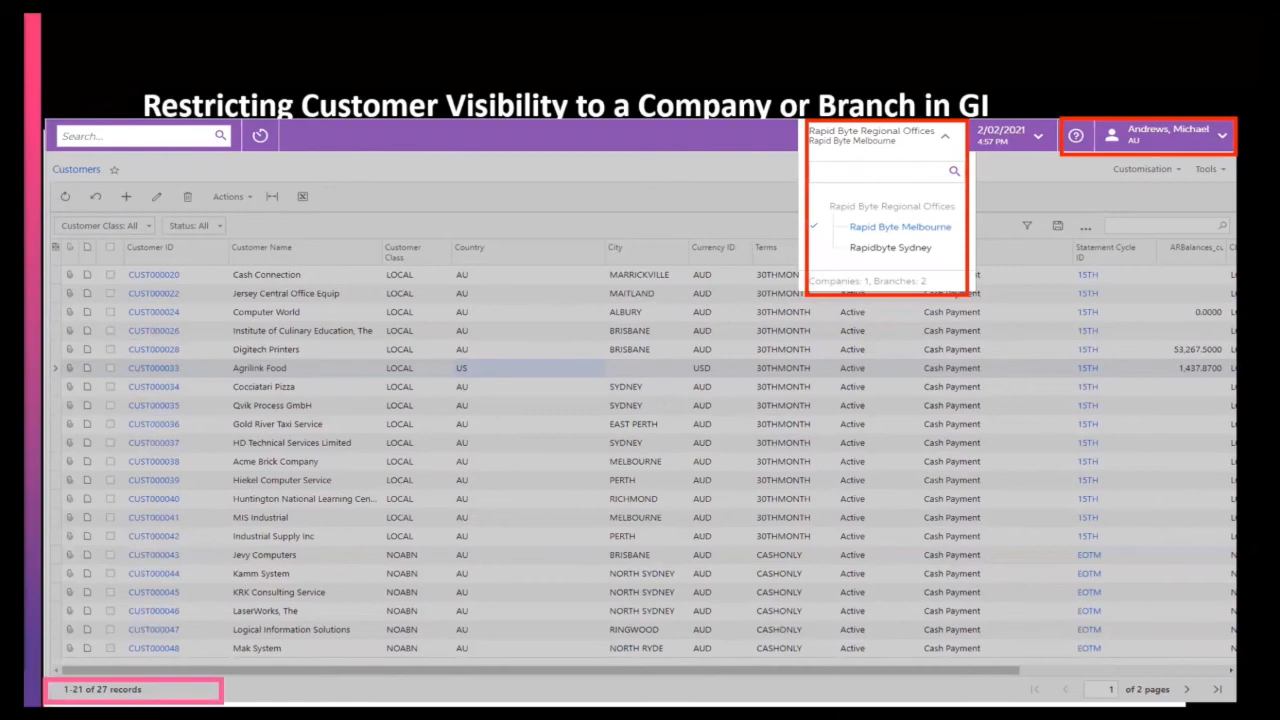 Restricting Customer Visibility to a Company or Branch in GI
Search...
Rapid Byte Regional Offices
Rapid Byte Melbourne
2/02/2021
4:57 PM
Andrews, Michael
AU
Customers
Customisation
Tools
Rapid Byte Regional Offices
Rapid Byte Melbourne
Rapidbyte Sydney
Companies: 1, Branches: 2
Actions
Customer Class: All Status: All
...
Customer ID Customer Name Customer Class Country City Currency ID Terms Statement Cycle ID ARBalances_cu
CUST000020 Cash Connection LOCAL AU MARRICKVILLE AUD 30THMONTH 15TH
CUST000022 Jersey Central Office Equip LOCAL AU MAITLAND AUD 30THMONTH Active Cash Payment 15TH
CUST000024 Computer World LOCAL AU ALBURY AUD 30THMONTH Active Cash Payment 15TH 0.0000
CUST000026 Institute of Culinary Education, The LOCAL AU BRISBANE AUD 30THMONTH Active Cash Payment 15TH
CUST000028 Digitech Printers LOCAL AU BRISBANE AUD 30THMONTH Active Cash Payment 15TH 53,267.5000
CUST000033 Agrilink Food LOCAL US USD 30THMONTH Active Cash Payment 15TH 1,437.8700
CUST000034 Cocciatari Pizza LOCAL AU SYDNEY AUD 30THMONTH Active Cash Payment 15TH
CUST000035 Qvik Process GmbH LOCAL AU SYDNEY AUD 30THMONTH Active Cash Payment 15TH
CUST000036 Gold River Taxi Service LOCAL AU EAST PERTH AUD 30THMONTH Active Cash Payment 15TH
CUST000037 HD Technical Services Limited LOCAL AU SYDNEY AUD 30THMONTH Active Cash Payment 15TH
CUST000038 Acme Brick Company LOCAL AU MELBOURNE AUD 30THMONTH Active Cash Payment 15TH
CUST000039 Hiekel Computer Service LOCAL AU PERTH AUD 30THMONTH Active Cash Payment 15TH
CUST000040 Huntington National Learning Cen... LOCAL AU RICHMOND AUD 30THMONTH Active Cash Payment 15TH
CUST000041 MIS Industrial LOCAL AU MELBOURNE AUD 30THMONTH Active Cash Payment 15TH
CUST000042 Industrial Supply Inc LOCAL AU PERTH AUD 30THMONTH Active Cash Payment 15TH
CUST000043 Jevy Computers NOABN AU BRISBANE AUD CASHONLY Active Cash Payment EOTM
CUST000044 Kamm System NOABN AU NORTH SYDNEY AUD CASHONLY Active Cash Payment EOTM
CUST000045 KRK Consulting Service NOABN AU NORTH SYDNEY AUD CASHONLY Active Cash Payment EOTM
CUST000046 LaserWorks, The NOABN AU NORTH SYDNEY AUD CASHONLY Active Cash Payment EOTM
CUST000047 Logical Information Solutions NOABN AU RINGWOOD AUD CASHONLY Active Cash Payment EOTM
CUST000048 Mak System NOABN AU NORTH RYDE AUD CASHONLY Active Cash Payment EOTM
1-21 of 27 records
1 of 2 pages